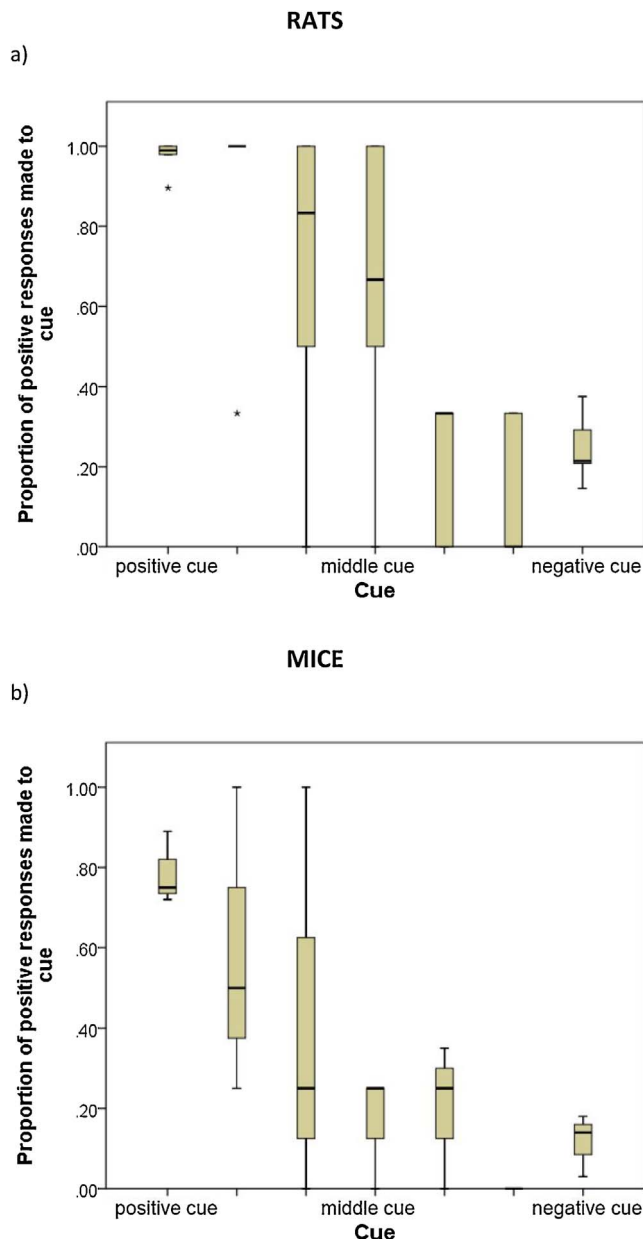 RATS
a)
Proportion of positive responses made to
cue
1.00
.80
.60
.40
.20
.00
positive cue
middle cue
negative cue
Cue
MICE
b)
Proportion of positive responses made to
cue
1.00
.80
.60
.40
.20
.00
positive cue
middle cue
negative cue
Cue